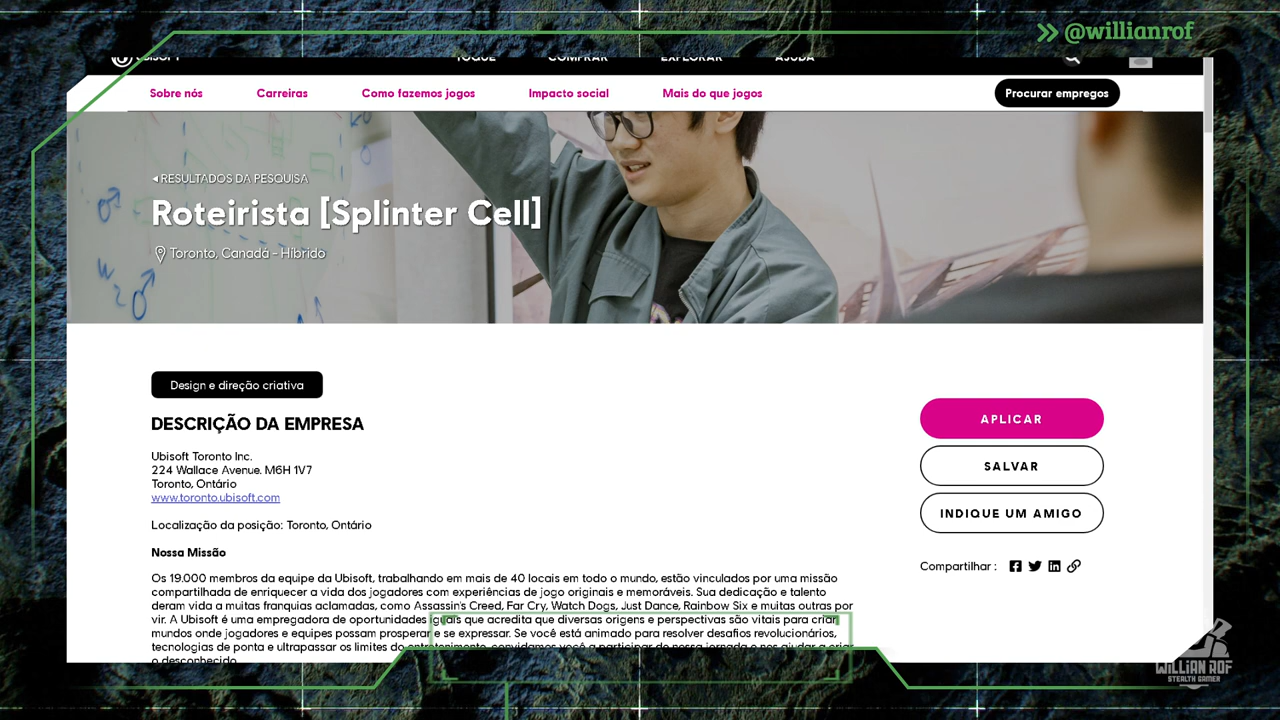 @willianrof
UBISOFT TOQUE COMPRAR EXPLORAR AJUDA
Sobre nós Carreiras Como fazemos jogos Impacto social Mais do que jogos Procurar empregos
RESULTADOS DA PESQUISA
Roteirista [Splinter Cell]
Toronto, Canadá - Híbrido
Design e direção criativa
DESCRIÇÃO DA EMPRESA
Ubisoft Toronto Inc.
224 Wallace Avenue. M6H 1V7
Toronto, Ontário
www.toronto.ubisoft.com
Localização da posição: Toronto, Ontário
Nossa Missão
Os 19.000 membros da equipe da Ubisoft, trabalhando em mais de 40 locais em todo o mundo, estão vinculados por uma missão
compartilhada de enriquecer a vida dos jogadores com experiências de jogo originais e memoráveis. Sua dedicação e talento
deram vida a muitas franquias aclamadas, como Assassin's Creed, Far Cry, Watch Dogs, Just Dance, Rainbow Six e muitas outras por
vir. A Ubisoft é uma empregadora de oportunidades iguais que acredita que diversas origens e perspectivas são vitais para criar
mundos onde jogadores e equipes possam prosperar e se expressar. Se você está animado para resolver desafios revolucionários,
tecnologias de ponta e ultrapassar os limites do entretenimento, convidamos você a participar de nossa jornada e nos ajudar a criar
o desconhecido.
APLICAR
SALVAR
INDIQUE UM AMIGO
Compartilhar :
WILLIAN ROF
STEALTH GAMER